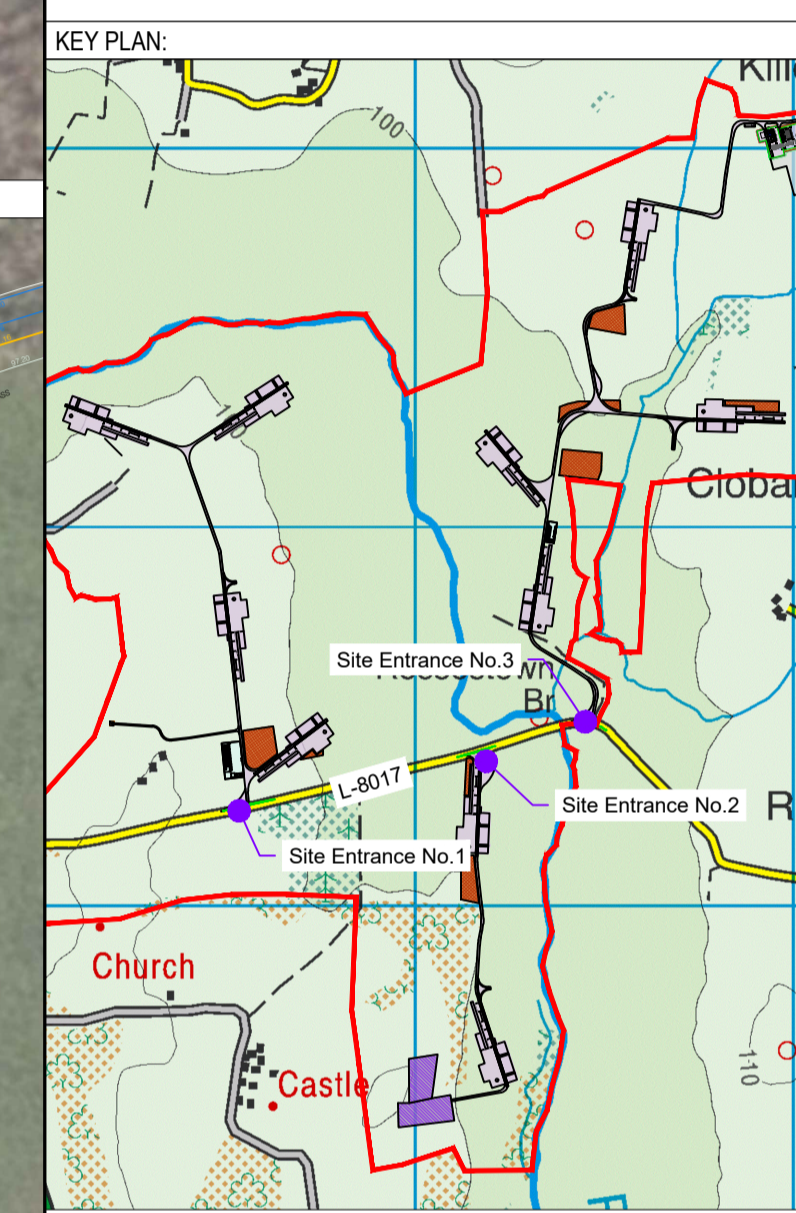 KEY PLAN:
100
Site Entrance No.3
Br
L-8017
Site Entrance No.2
R
Site Entrance No.1
Church
Castle
110